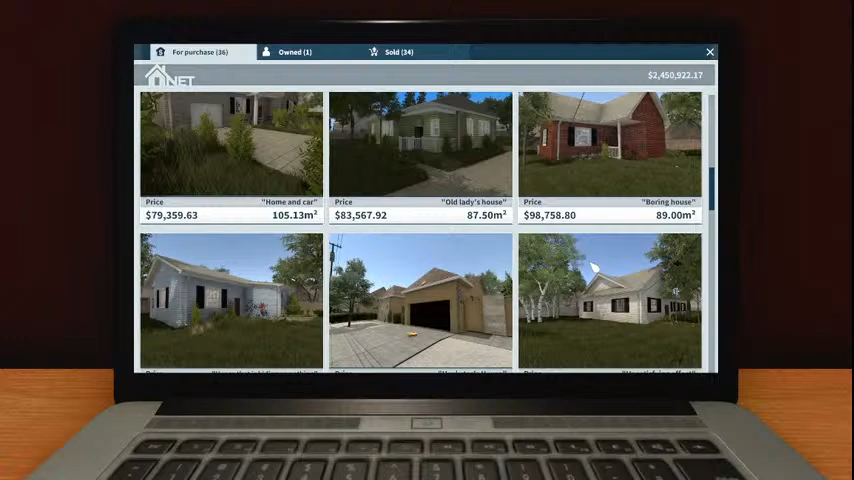 For purchase (36) Owned (1) Sold (34)
NET $2,450,922.17
Price "Home and car" Price "Old lady's house" Price "Boring house"
$79,359.63 105.13m² $83,567.92 87.50m² $98,758.80 89.00m²